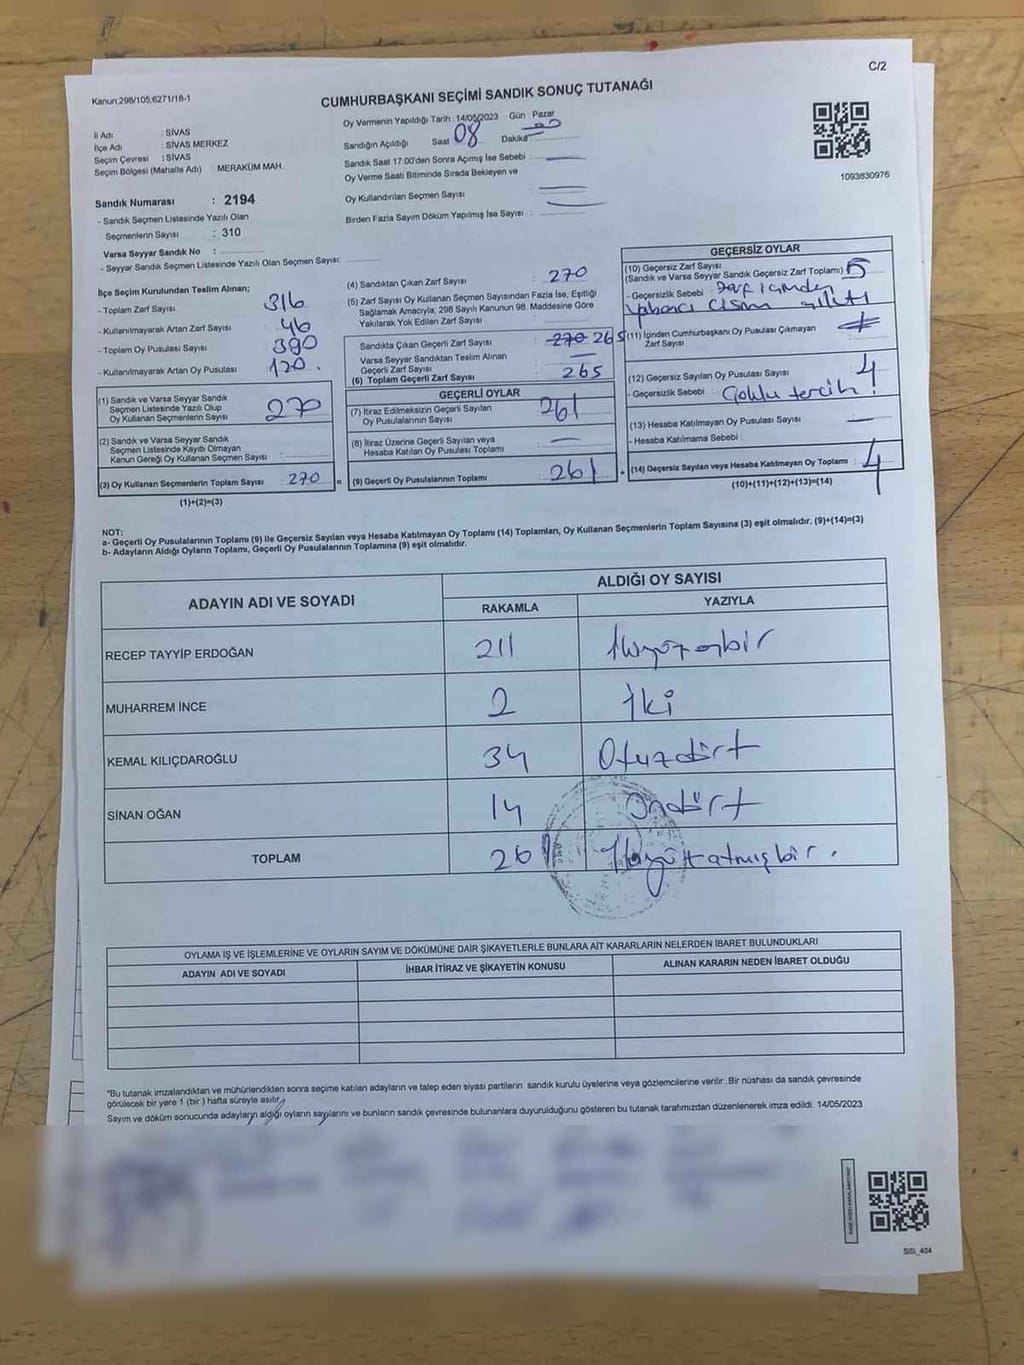 C/2
Kanun;298/105;6271/18-1
CUMHURBAŞKANI SEÇİMİ SANDIK SONUÇ TUTANAĞI
İl Adı : SİVAS
İlçe Adı : SİVAS MERKEZ
Seçim Çevresi : SİVAS
Seçim Bölgesi (Mahalle Adı) : MERAKÜM MAH.
Sandık Numarası : 2194
- Sandık Seçmen Listesinde Yazılı Olan
Seçmenlerin Sayısı : 310
Varsa Seyyar Sandık No :
- Seyyar Sandık Seçmen Listesinde Yazılı Olan Seçmen Sayısı:
Oy Vermenin Yapıldığı Tarih : 14/05/2023 Gün : Pazar
Sandığın Açıldığı Saat 08 Dakika
Sandık Saat 17:00'den Sonra Açılmış İse Sebebi :
Oy Verme Saati Bitiminde Sırada Bekleyen ve
Oy Kullandırılan Seçmen Sayısı :
Birden Fazla Sayım Döküm Yapılmış İse Sayısı :
1093830976
İlçe Seçim Kurulundan Teslim Alınan;
- Toplam Zarf Sayısı : 316
- Kullanılmayarak Artan Zarf Sayısı : 46
- Toplam Oy Pusulası Sayısı : 390
- Kullanılmayarak Artan Oy Pusulası : 120.
(1) Sandık ve Varsa Seyyar Sandık
Seçmen Listesinde Yazılı Olup
Oy Kullanan Seçmenlerin Sayısı : 270
(2) Sandık ve Varsa Seyyar Sandık
Seçmen Listesinde Kayıtlı Olmayan
Kanun Gereği Oy Kullanan Seçmen Sayısı :
(3) Oy Kullanan Seçmenlerin Toplam Sayısı : 270 =
(1)+(2)=(3)
(4) Sandıktan Çıkan Zarf Sayısı : 270
(5) Zarf Sayısı Oy Kullanan Seçmen Sayısından Fazla İse, Eşitliği
Sağlamak Amacıyla; 298 Sayılı Kanunun 98. Maddesine Göre
Yakılarak Yok Edilen Zarf Sayısı :
Sandıkta Çıkan Geçerli Zarf Sayısı : 270 265
Varsa Seyyar Sandıktan Teslim Alınan
Geçerli Zarf Sayısı :
(6) Toplam Geçerli Zarf Sayısı : 265
GEÇERLİ OYLAR
(7) İtiraz Edilmeksizin Geçerli Sayılan
Oy Pusulalarının Sayısı : 261
(8) İtiraz Üzerine Geçerli Sayılan veya
Hesaba Katılan Oy Pusulası Toplamı :
(9) Geçerli Oy Pusulalarının Toplamı : 261 +
GEÇERSİZ OYLAR
(10) Geçersiz Zarf Sayısı
(Sandık ve Varsa Seyyar Sandık Geçersiz Zarf Toplamı) : 5
- Geçersizlik Sebebi : Zarf içinden
Yabancı cisim
(11) İçinden Cumhurbaşkanı Oy Pusulası Çıkmayan
Zarf Sayısı :
(12) Geçersiz Sayılan Oy Pusulası Sayısı : 4
- Geçersizlik Sebebi : Çoklu tercih
(13) Hesaba Katılmayan Oy Pusulası Sayısı :
- Hesaba Katılmama Sebebi :
(14) Geçersiz Sayılan veya Hesaba Katılmayan Oy Toplamı : 4
(10)+(11)+(12)+(13)=(14)
NOT:
a- Geçerli Oy Pusulalarının Toplamı (9) ile Geçersiz Sayılan veya Hesaba Katılmayan Oy Toplamı (14) Toplamları, Oy Kullanan Seçmenlerin Toplam Sayısına (3) eşit olmalıdır. (9)+(14)=(3)
b- Adayların Aldığı Oyların Toplamı, Geçerli Oy Pusulalarının Toplamına (9) eşit olmalıdır.
ADAYIN ADI VE SOYADI
ALDIĞI OY SAYISI
RAKAMLA YAZIYLA
RECEP TAYYİP ERDOĞAN 211 İkiyüzonbir
MUHARREM İNCE 2 İki
KEMAL KILIÇDAROĞLU 34 Otuzdört
SİNAN OĞAN 14 Ondört
TOPLAM 261 İkiyüzaltmışbir.
OYLAMA İŞ VE İŞLEMLERİNE VE OYLARIN SAYIM VE DÖKÜMÜNE DAİR ŞİKAYETLERLE BUNLARA AİT KARARLARIN NELERDEN İBARET BULUNDUKLARI
ADAYIN ADI VE SOYADI İHBAR İTİRAZ VE ŞİKAYETİN KONUSU ALINAN KARARIN NEDEN İBARET OLDUĞU
*Bu tutanak imzalandıktan ve mühürlendikten sonra seçime katılan adayların ve talep eden siyasi partilerin sandık kurulu üyelerine veya gözlemcilerine verilir. Bir nüshası da sandık çevresinde
görülecek bir yere 1 (bir) hafta süreyle asılır.
Sayım ve döküm sonucunda adayların aldığı oyların sayılarını ve bunların sandık çevresinde bulunanlara duyurulduğunu gösteren bu tutanak tarafımızdan düzenlenerek imza edildi. 14/05/2023
SSİ_404